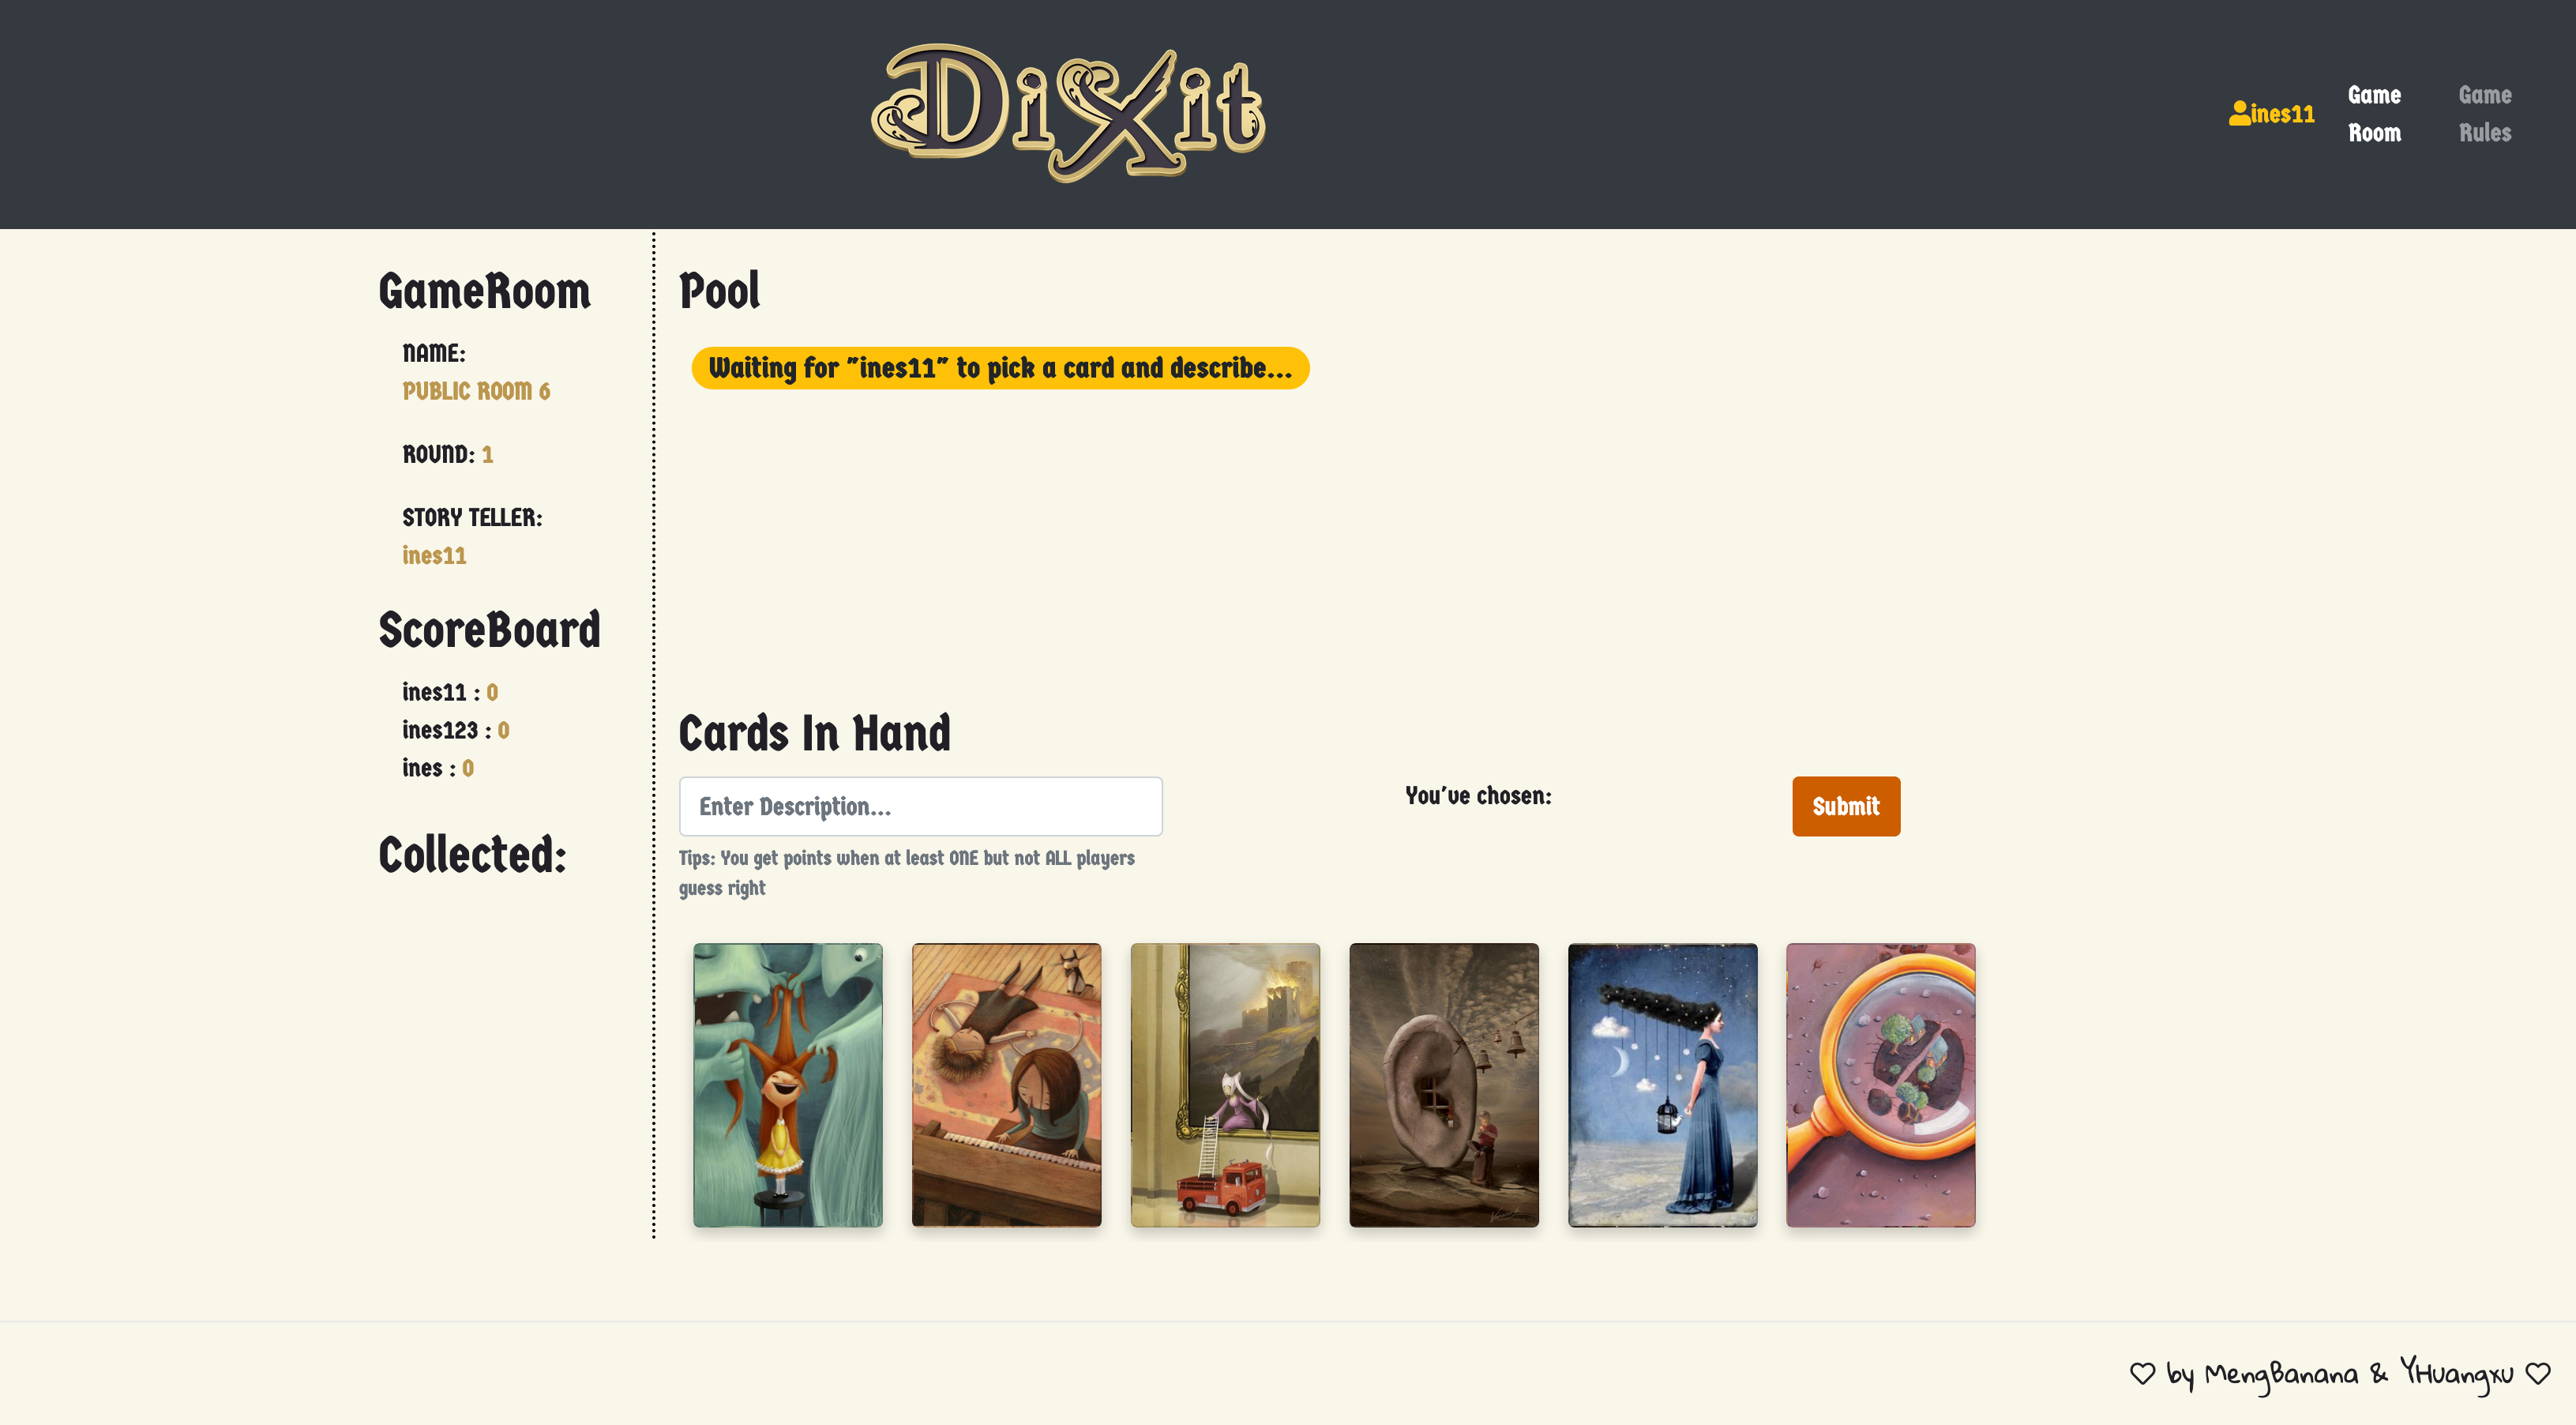 Dixit
ines11
Game
Room
Game
Rules
GameRoom
NAME:
PUBLIC ROOM 6
ROUND: 1
STORY TELLER:
ines11
ScoreBoard
ines11 : 0
ines123 : 0
ines : 0
Collected:
Pool
Waiting for "ines11" to pick a card and describe...
Cards In Hand
Enter Description...
Tips: You get points when at least ONE but not ALL players
guess right
You've chosen:
Submit
by MengBanana & YHuangxu